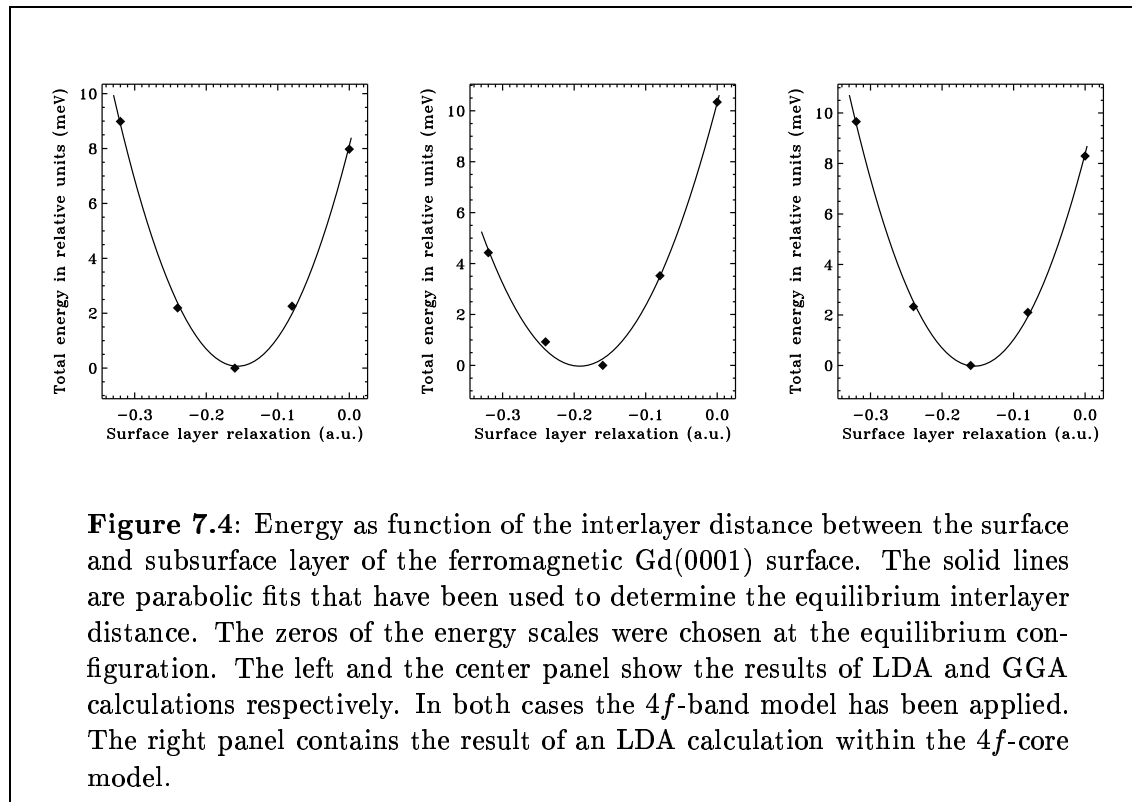 10
8
6
4
2
0
Total energy in relative units (meV)
−0.3 −0.2 −0.1 0.0
Surface layer relaxation (a.u.)
10
8
6
4
2
0
Total energy in relative units (meV)
−0.3 −0.2 −0.1 0.0
Surface layer relaxation (a.u.)
10
8
6
4
2
0
Total energy in relative units (meV)
−0.3 −0.2 −0.1 0.0
Surface layer relaxation (a.u.)
Figure 7.4: Energy as function of the interlayer distance between the surface
and subsurface layer of the ferromagnetic Gd(0001) surface. The solid lines
are parabolic fits that have been used to determine the equilibrium interlayer
distance. The zeros of the energy scales were chosen at the equilibrium con-
figuration. The left and the center panel show the results of LDA and GGA
calculations respectively. In both cases the 4f-band model has been applied.
The right panel contains the result of an LDA calculation within the 4f-core
model.